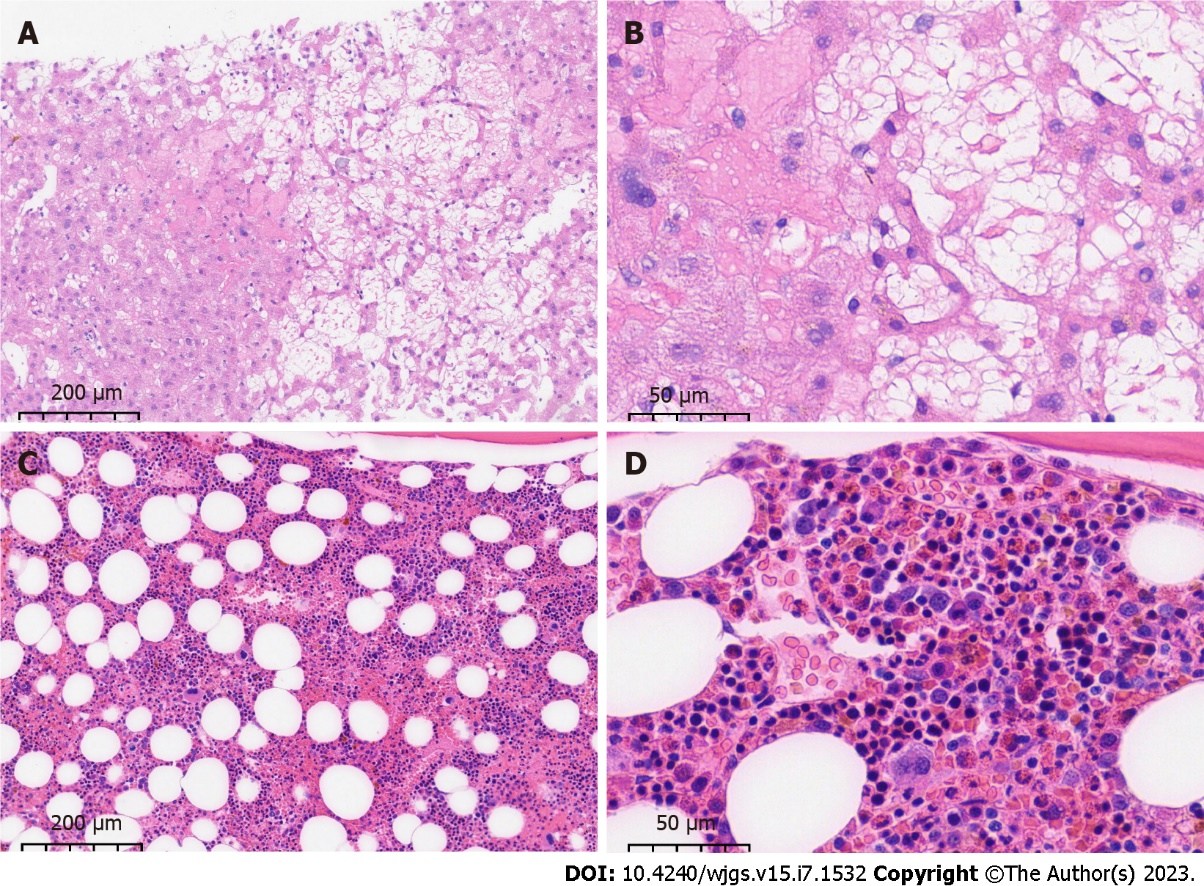 A
B
200 µm
50 µm
C
D
200 µm
50 µm
DOI: 10.4240/wjgs.v15.i7.1532 Copyright ©The Author(s) 2023.